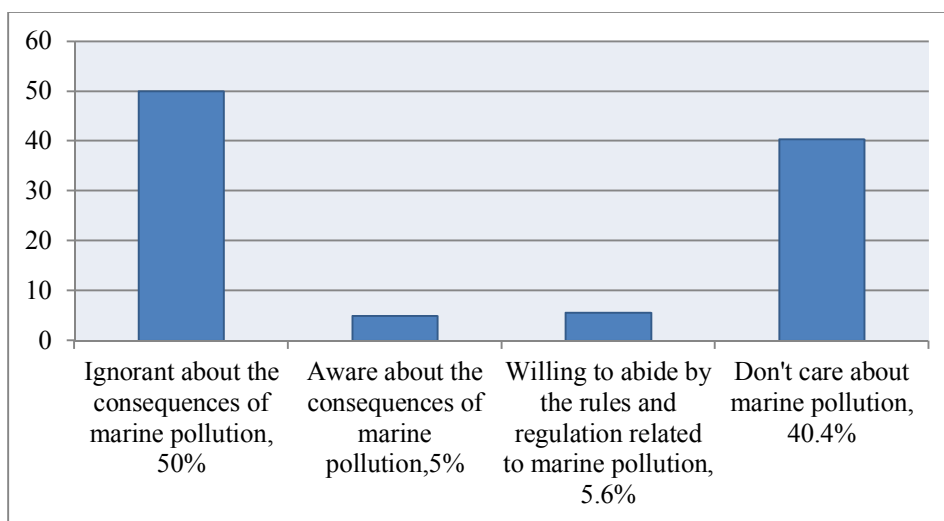 60
50
40
30
20
10
0
Ignorant about the
consequences of
marine pollution,
50%
Aware about the
consequences of
marine
pollution,5%
Willing to abide by
the rules and
regulation related
to marine pollution,
5.6%
Don't care about
marine pollution,
40.4%